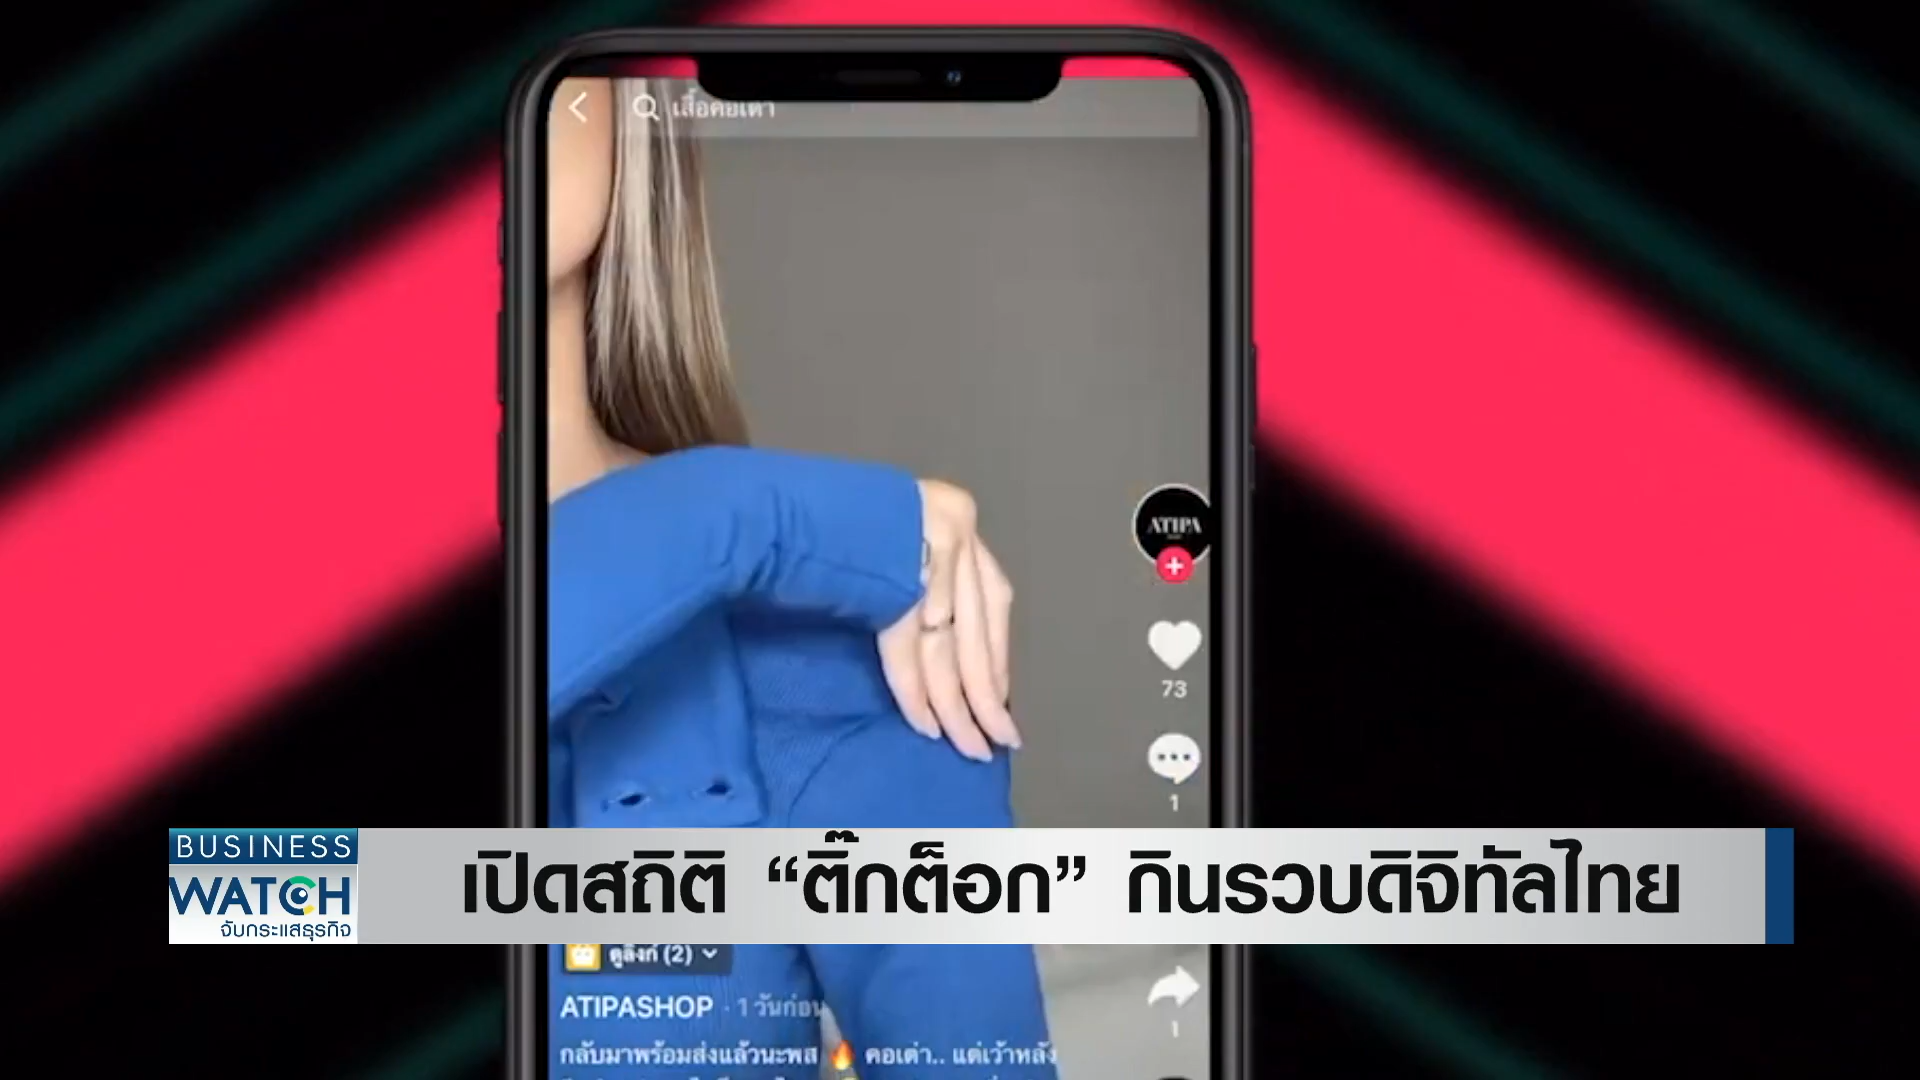 เสื้อคอเต่า
ATIPA
73
1
BUSINESS
WATCH
จับกระแสธุรกิจ
เปิดสถิติ “ติ๊กต็อก” กินรวบดิจิทัลไทย
ดูลิงก์ (2)
ATIPASHOP · 1 วันก่อน
1
กลับมาพร้อมส่งแล้วนะพส 🔥 คอเต่า.. แต่เว้าหลัง